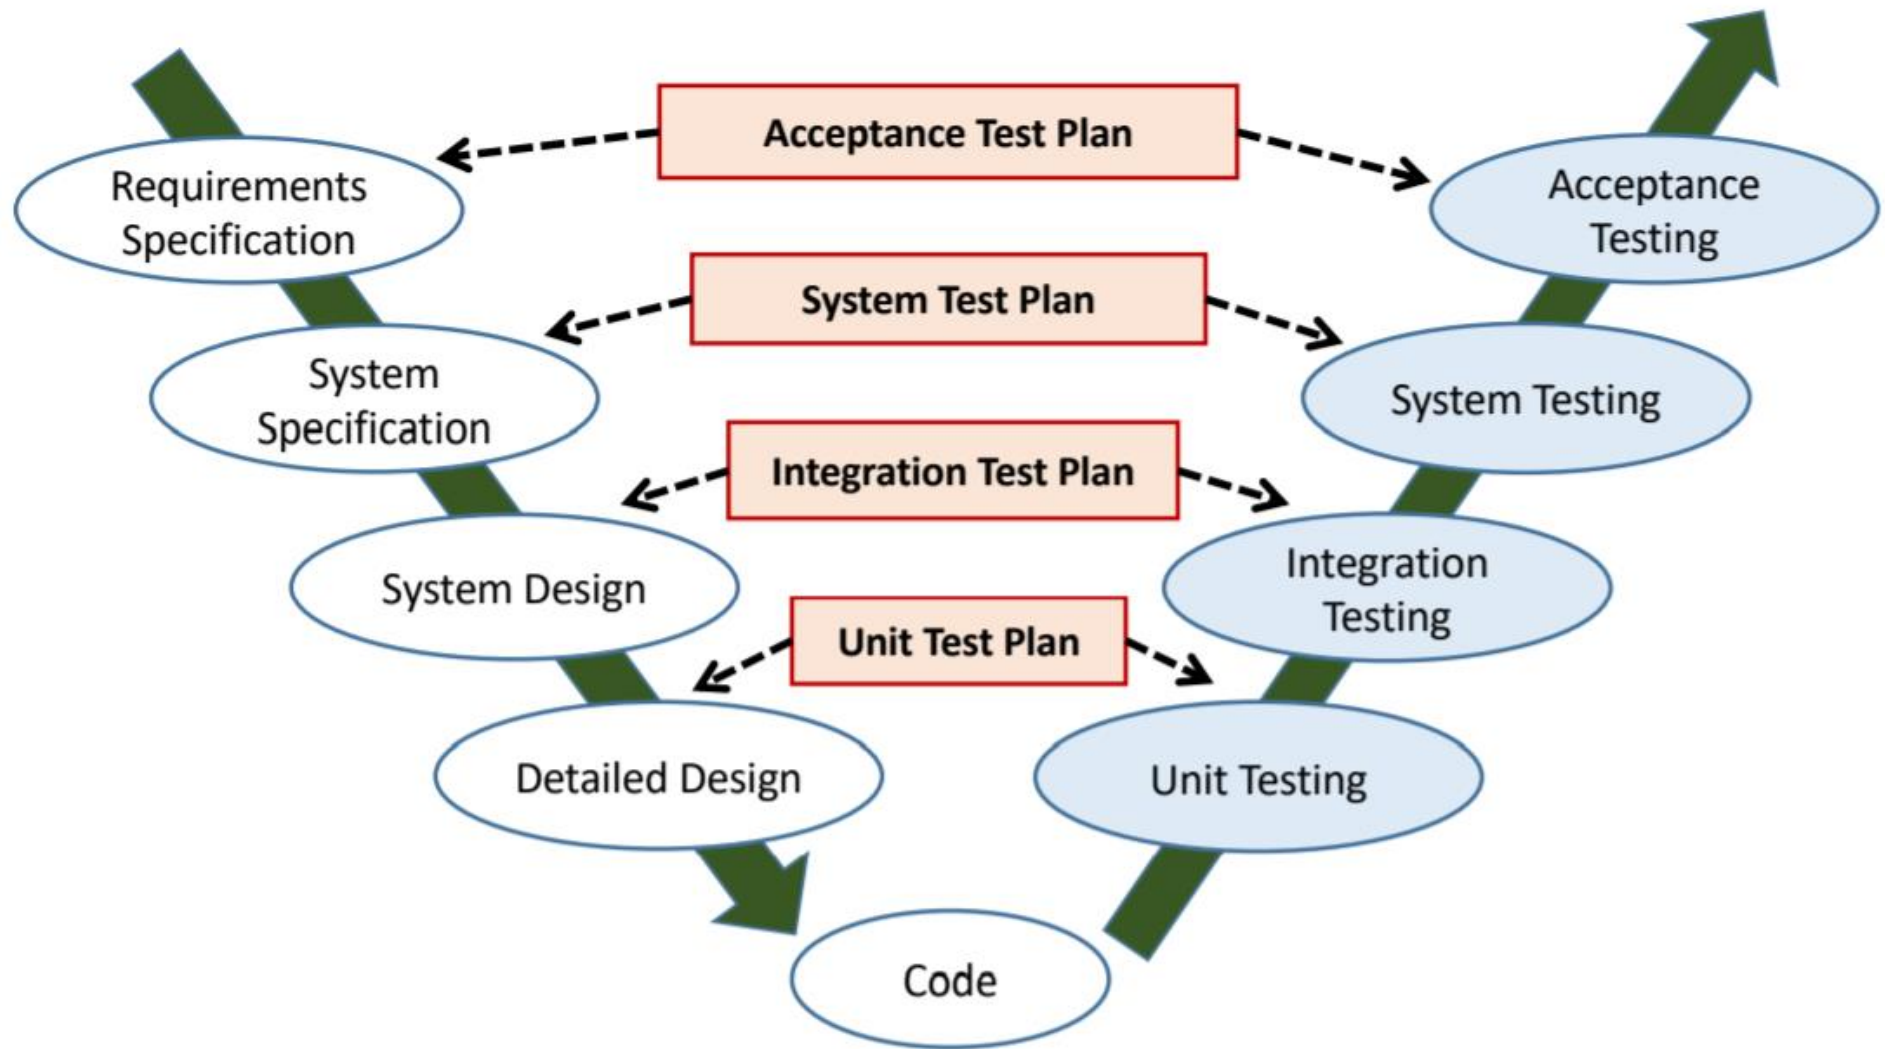 Acceptance Test Plan
Requirements
Specification
Acceptance
Testing
System Test Plan
System
Specification
System Testing
Integration Test Plan
System Design
Integration
Testing
Unit Test Plan
Detailed Design
Unit Testing
Code